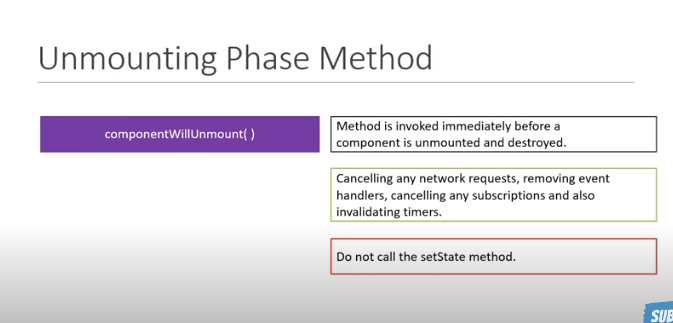 Unmounting Phase Method
componentWillUnmount( )
Method is invoked immediately before a
component is unmounted and destroyed.
Cancelling any network requests, removing event
handlers, cancelling any subscriptions and also
invalidating timers.
Do not call the setState method.
SUB